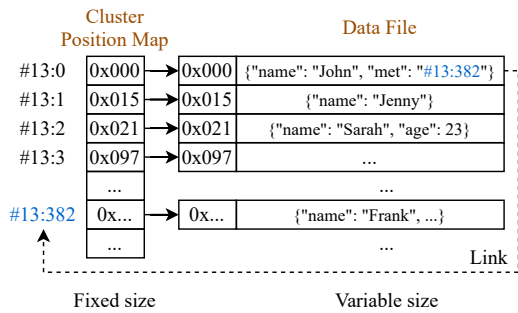 Cluster
Position Map
Data File
#13:0 0x000 0x000 {"name": "John", "met": "#13:382"}
#13:1 0x015 0x015 {"name": "Jenny"}
#13:2 0x021 0x021 {"name": "Sarah", "age": 23}
#13:3 0x097 0x097 ...
... ...
#13:382 0x... 0x... {"name": "Frank", ...}
... ...
Link
Fixed size Variable size